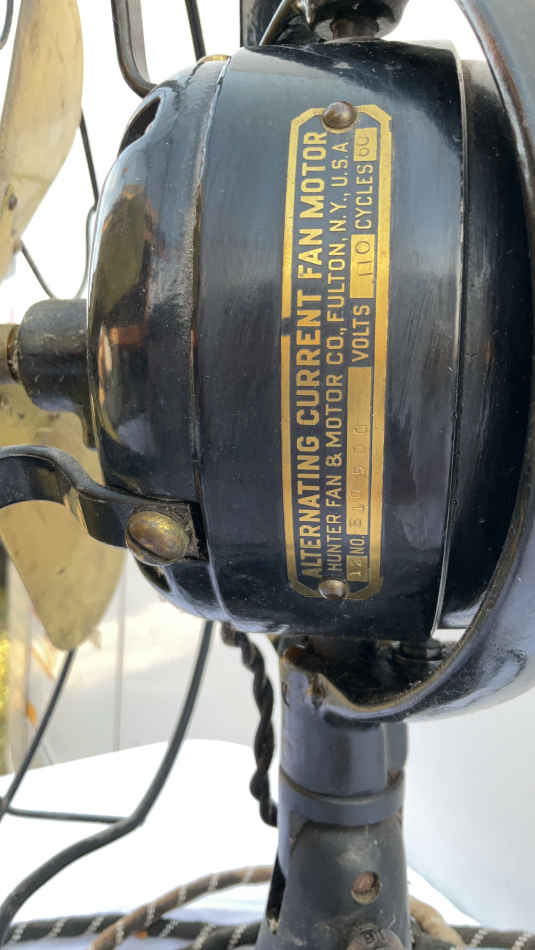 ALTERNATING CURRENT FAN MOTOR
HUNTER FAN & MOTOR CO., FULTON, N.Y., U.S.A.
12 NO. VOLTS 110 CYCLES 60